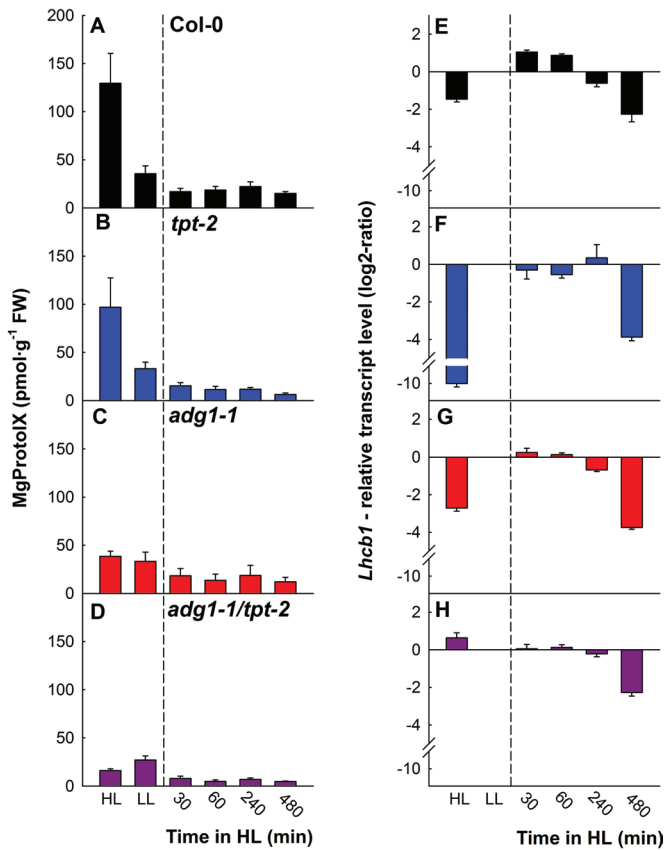 A Col-0
200
150
100
50
0
B tpt-2
150
100
50
0
C adg1-1
150
100
50
0
D adg1-1/tpt-2
150
100
50
0
HL LL 30 60 240 480
Time in HL (min)
MgProtoIX (pmol·g-1 FW)
E
2
0
-2
-4
-10
F
2
0
-2
-4
-10
G
2
0
-2
-4
-10
H
2
0
-2
-4
-10
HL LL 30 60 240 480
Time in HL (min)
Lhcb1 - relative transcript level (log2-ratio)